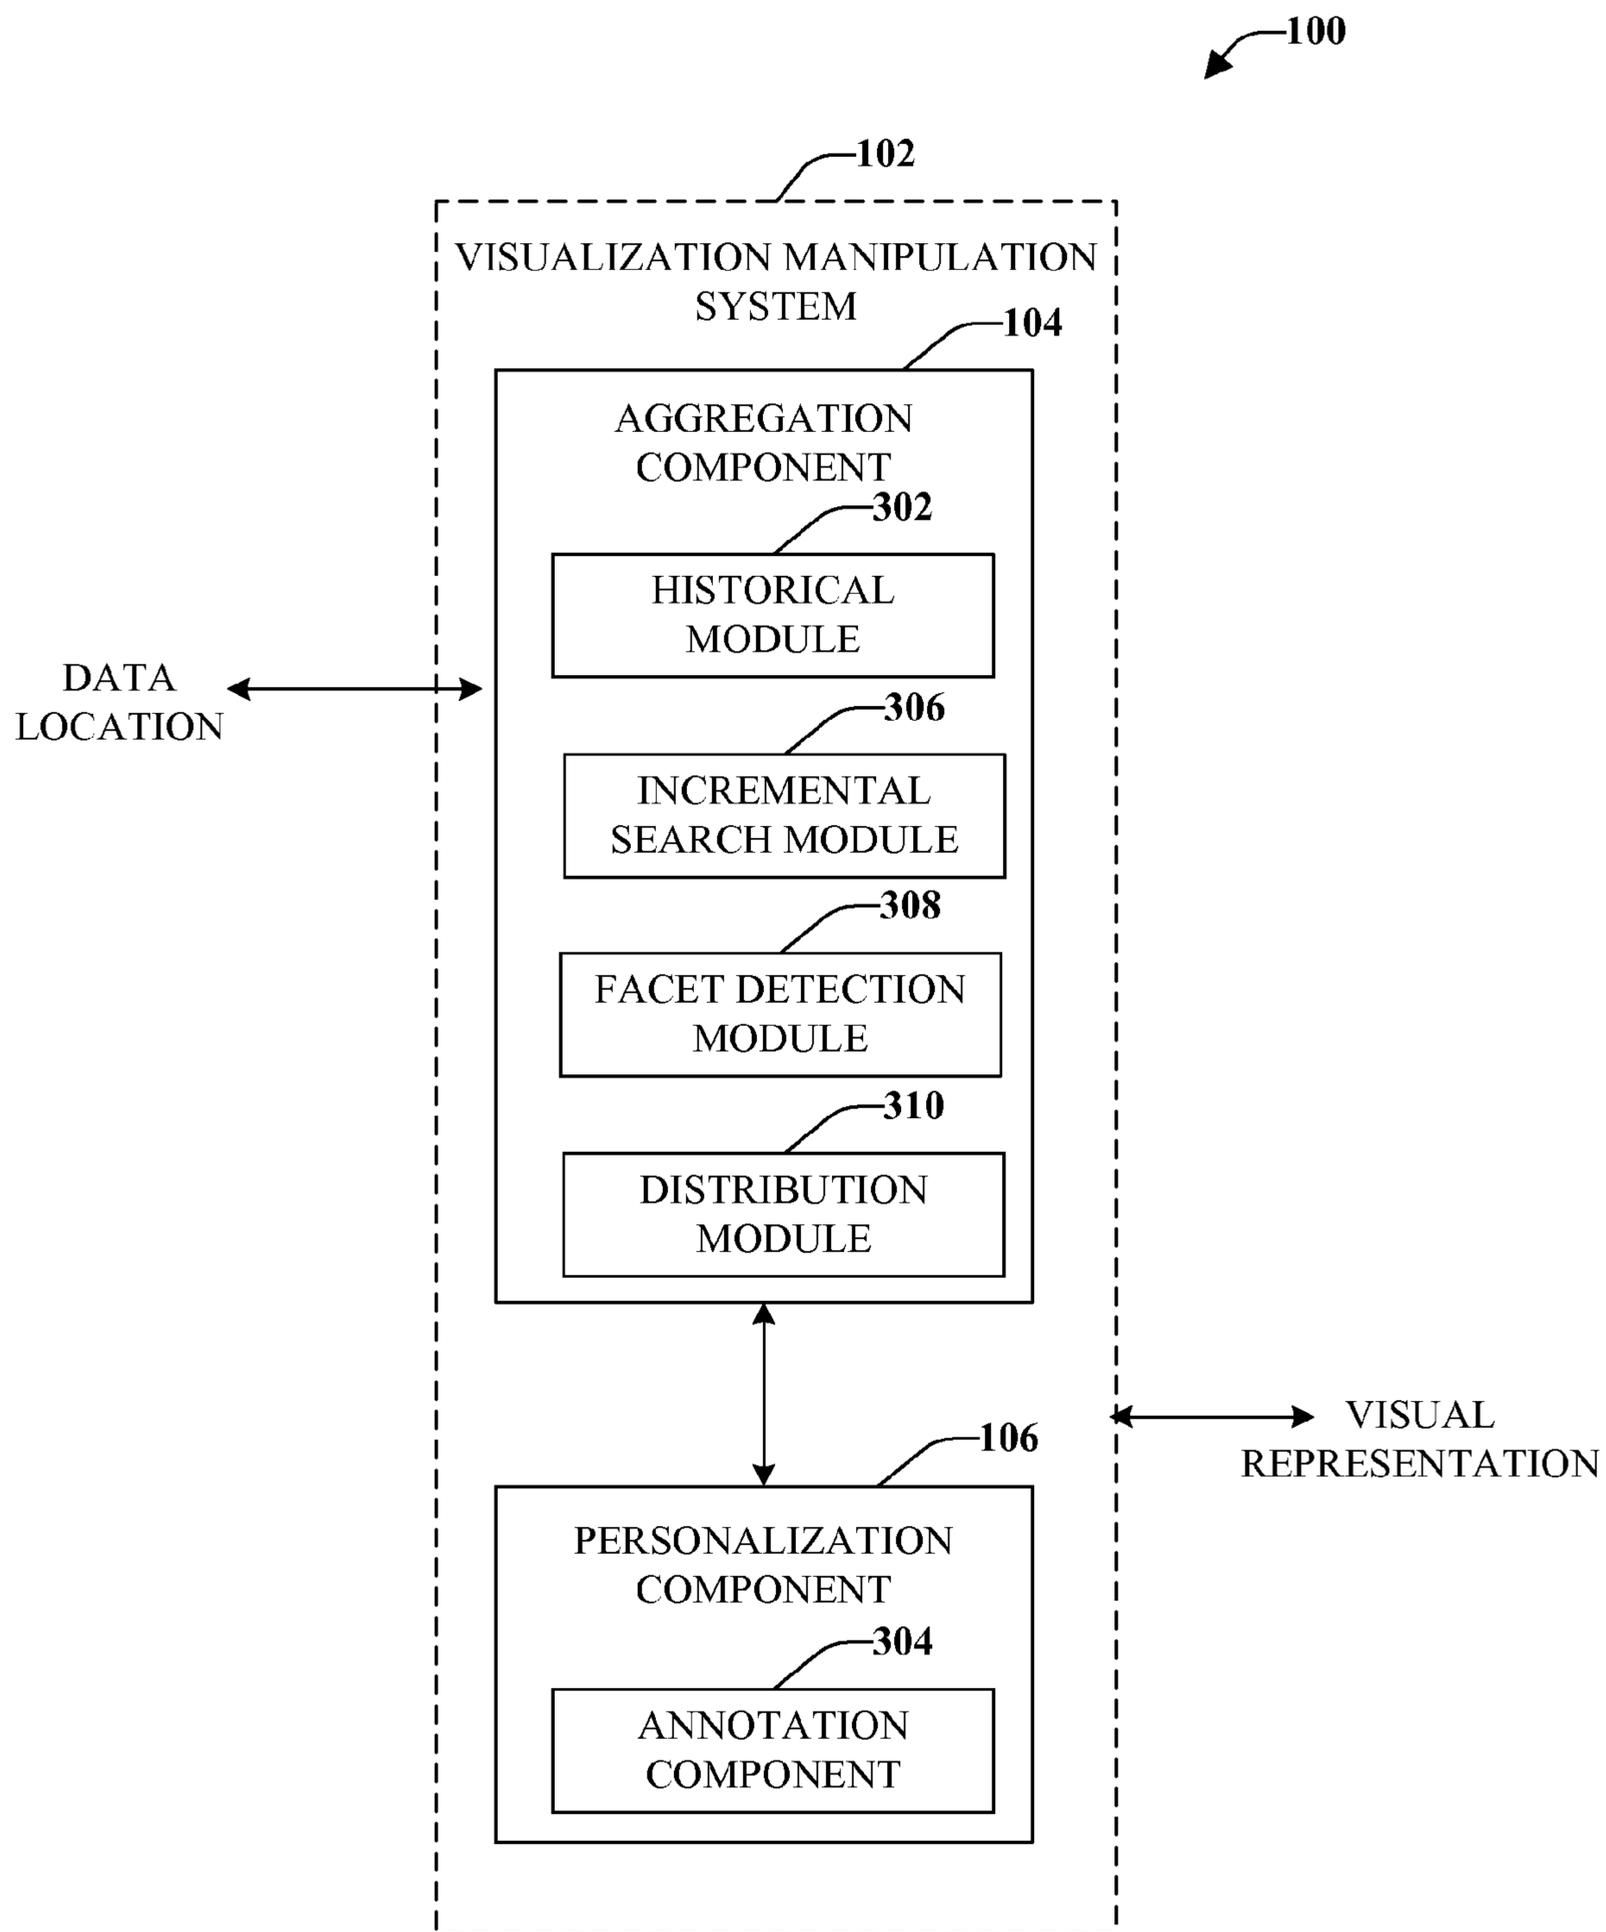 100
102
VISUALIZATION MANIPULATION
SYSTEM
104
AGGREGATION
COMPONENT
302
HISTORICAL
MODULE
DATA
LOCATION
306
INCREMENTAL
SEARCH MODULE
308
FACET DETECTION
MODULE
310
DISTRIBUTION
MODULE
VISUAL
REPRESENTATION
106
PERSONALIZATION
COMPONENT
304
ANNOTATION
COMPONENT